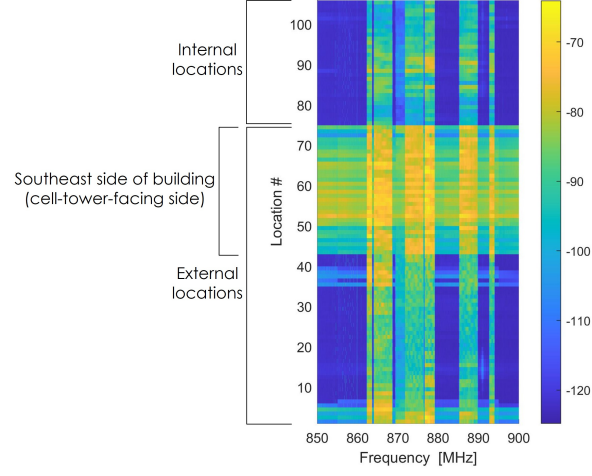 Internal
locations
Southeast side of building
(cell-tower-facing side)
External
locations
Location #
100
90
80
70
60
50
40
30
20
10
850 860 870 880 890 900
Frequency [MHz]
-70
-80
-90
-100
-110
-120